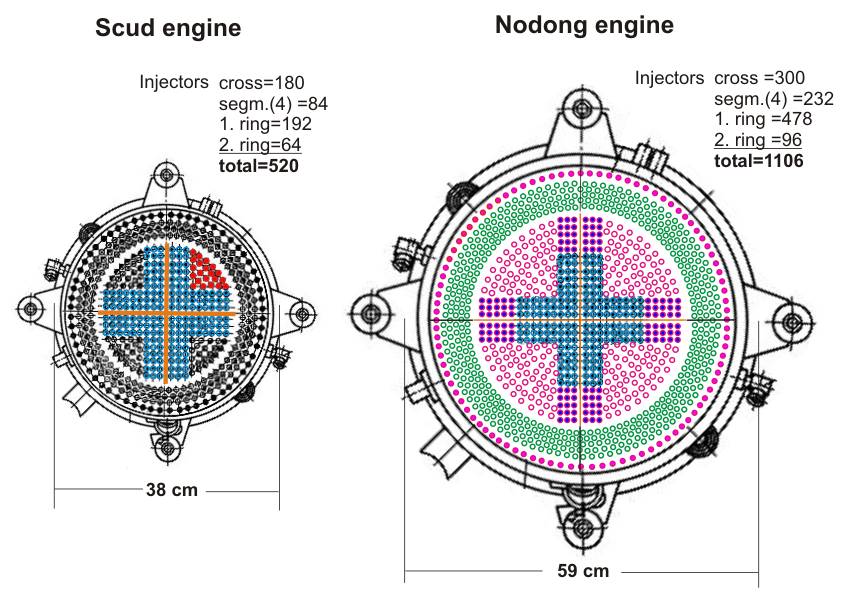 Scud engine
Injectors cross=180
segm.(4) =84
1. ring=192
2. ring=64
total=520
38 cm
Nodong engine
Injectors cross =300
segm.(4) =232
1. ring =478
2. ring =96
total=1106
59 cm